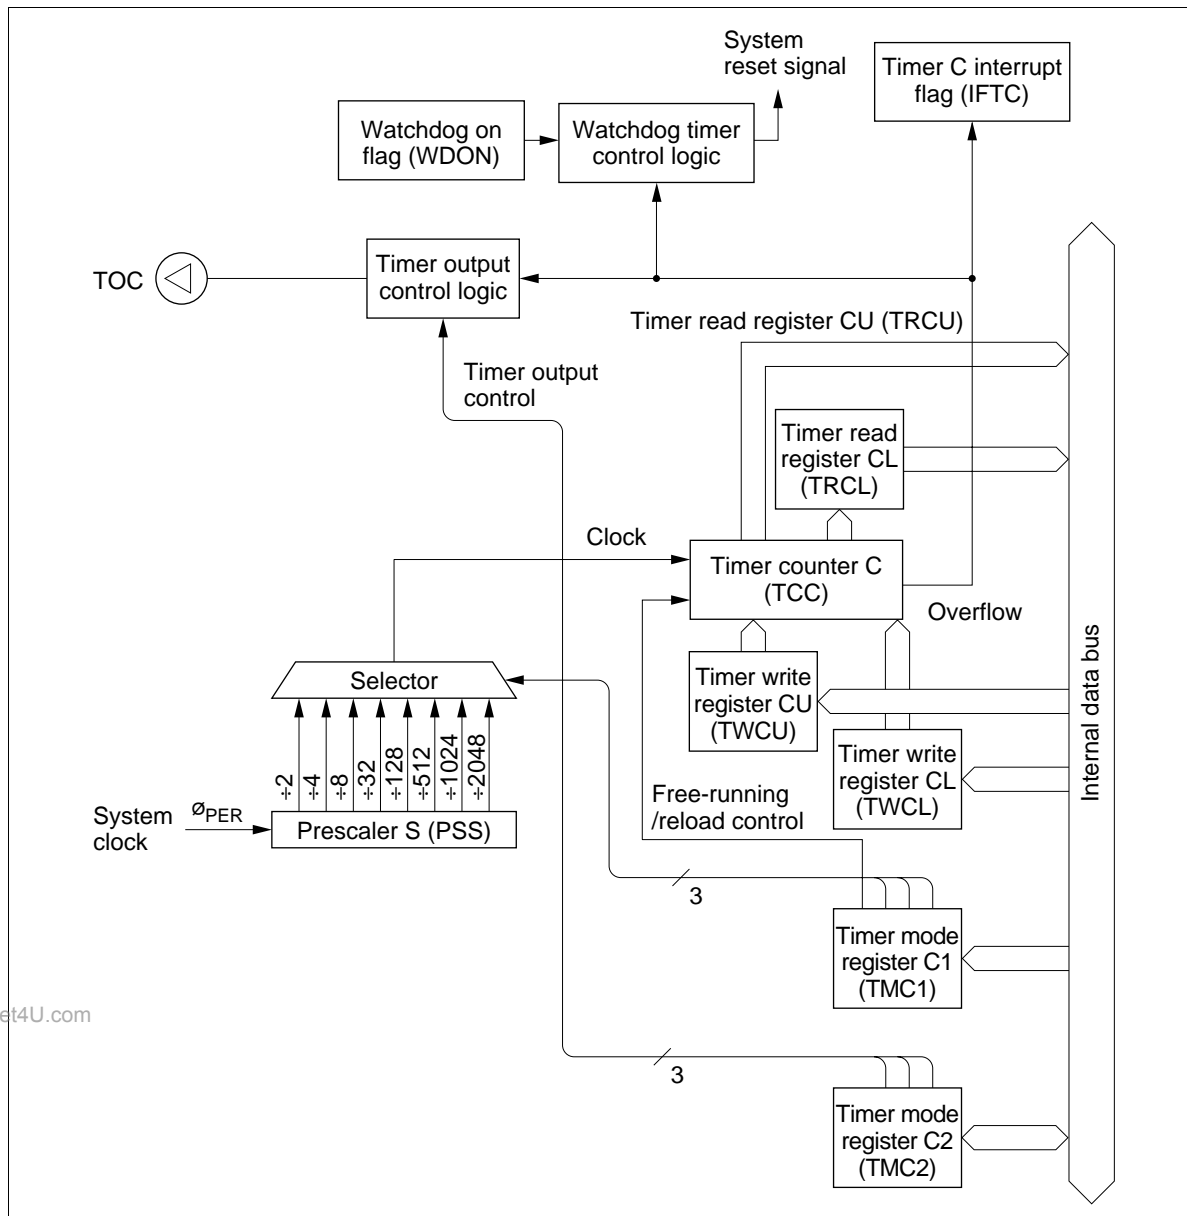 System
reset signal
Timer C interrupt
flag (IFTC)
Watchdog on
flag (WDON)
Watchdog timer
control logic
TOC
Timer output
control logic
Timer read register CU (TRCU)
Timer output
control
Timer read
register CL
(TRCL)
Clock
Timer counter C
(TCC)
Overflow
Internal data bus
Selector
Timer write
register CU
(TWCU)
Timer write
register CL
(TWCL)
÷2
÷4
÷8
÷32
÷128
÷512
÷1024
÷2048
Free-running
/reload control
System
clock
øPER
Prescaler S (PSS)
3
Timer mode
register C1
(TMC1)
et4U.com
3
Timer mode
register C2
(TMC2)